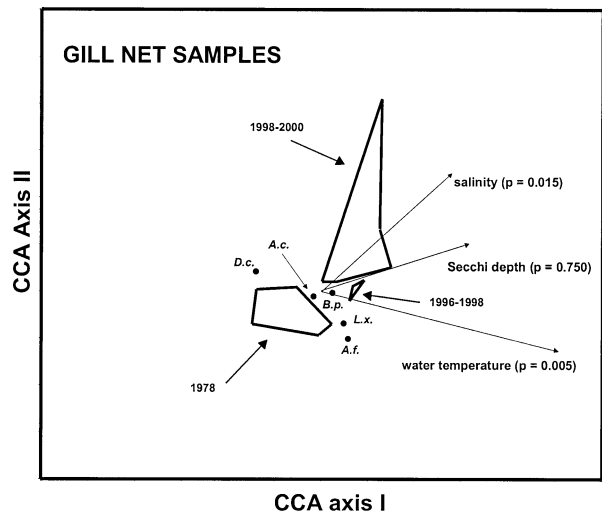 GILL NET SAMPLES
1998-2000
salinity (p = 0.015)
A.c.
D.c.
Secchi depth (p = 0.750)
B.p.
1996-1998
L.x.
A.f.
water temperature (p = 0.005)
1978
CCA Axis II
CCA axis I